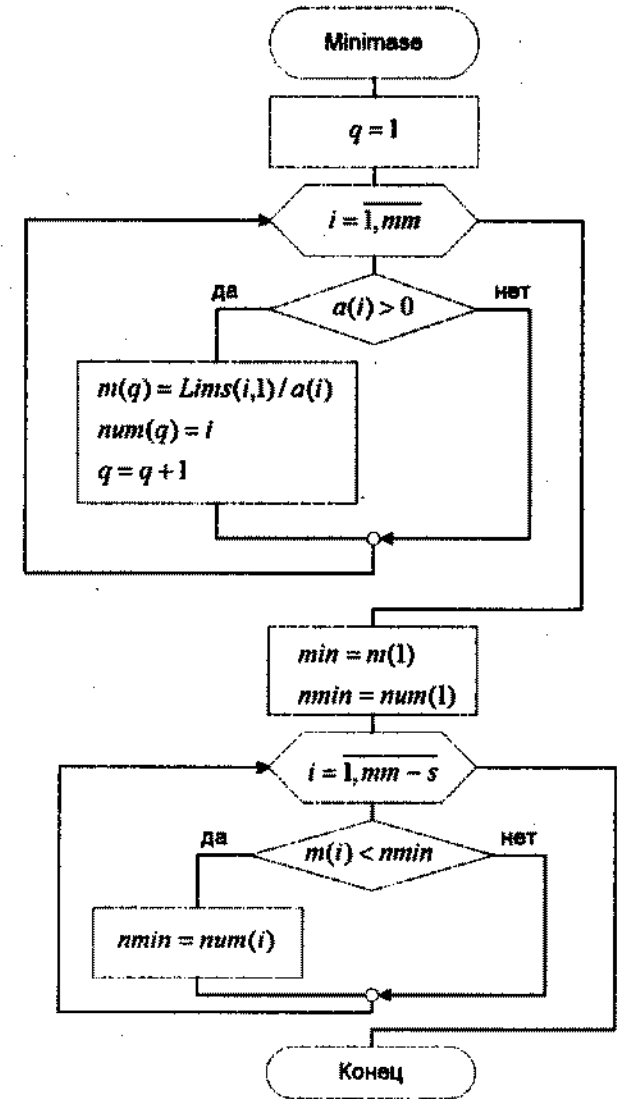 Minimase
q = 1
i = 1, mm
да
a(i) > 0
нет
m(q) = Lims(i,1) / a(i)
num(q) = i
q = q + 1
min = m(1)
nmin = num(1)
i = 1, mm − s
да
m(i) < nmin
нет
nmin = num(i)
Конец